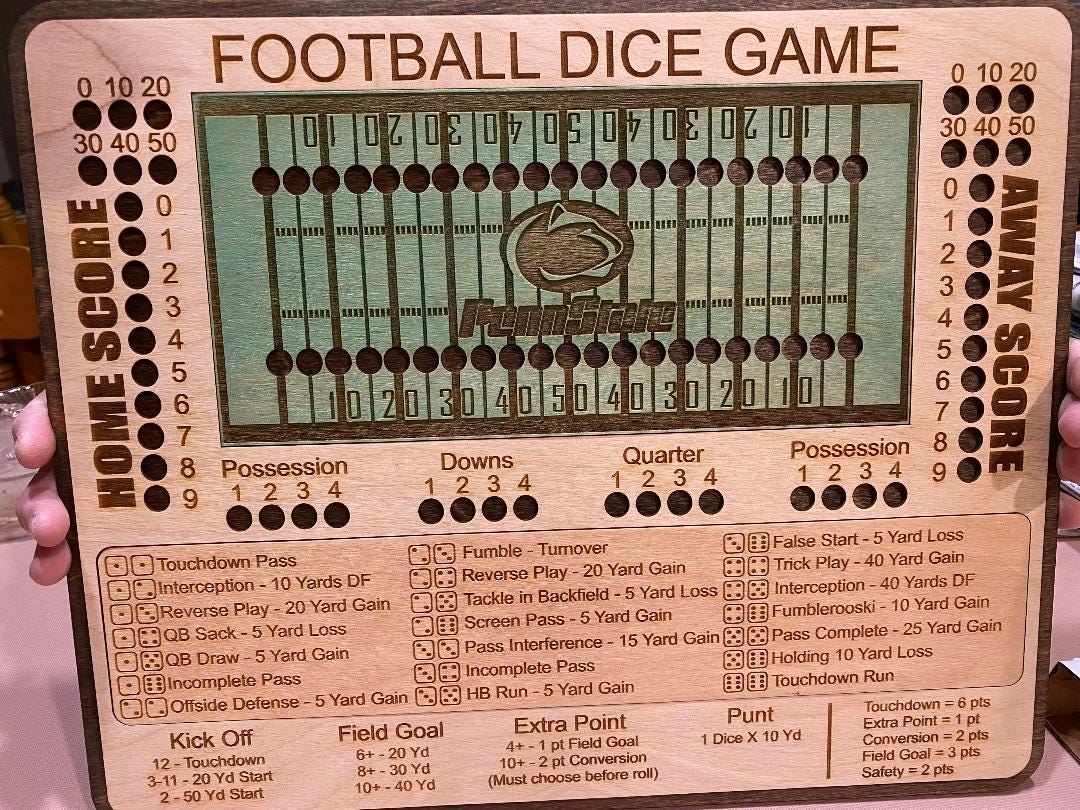 FOOTBALL DICE GAME
0 10 20
30 40 50
HOME SCORE
0
1
2
3
4
5
6
7
8
9
0 10 20
30 40 50
AWAY SCORE
0
1
2
3
4
5
6
7
8
9
10 20 30 40 50 40 30 20 10
PennState
10 20 30 40 50 40 30 20 10
Possession
1 2 3 4
Downs
1 2 3 4
Quarter
1 2 3 4
Possession
1 2 3 4
Touchdown Pass
Interception - 10 Yards DF
Reverse Play - 20 Yard Gain
QB Sack - 5 Yard Loss
QB Draw - 5 Yard Gain
Incomplete Pass
Offside Defense - 5 Yard Gain
Fumble - Turnover
Reverse Play - 20 Yard Gain
Tackle in Backfield - 5 Yard Loss
Screen Pass - 5 Yard Gain
Pass Interference - 15 Yard Gain
Incomplete Pass
HB Run - 5 Yard Gain
False Start - 5 Yard Loss
Trick Play - 40 Yard Gain
Interception - 40 Yards DF
Fumblerooski - 10 Yard Gain
Pass Complete - 25 Yard Gain
Holding 10 Yard Loss
Touchdown Run
Kick Off
12 - Touchdown
3-11 - 20 Yd Start
2 - 50 Yd Start
Field Goal
6+ - 20 Yd
8+ - 30 Yd
10+ - 40 Yd
Extra Point
4+ - 1 pt Field Goal
10+ - 2 pt Conversion
(Must choose before roll)
Punt
1 Dice X 10 Yd
Touchdown = 6 pts
Extra Point = 1 pt
Conversion = 2 pts
Field Goal = 3 pts
Safety = 2 pts